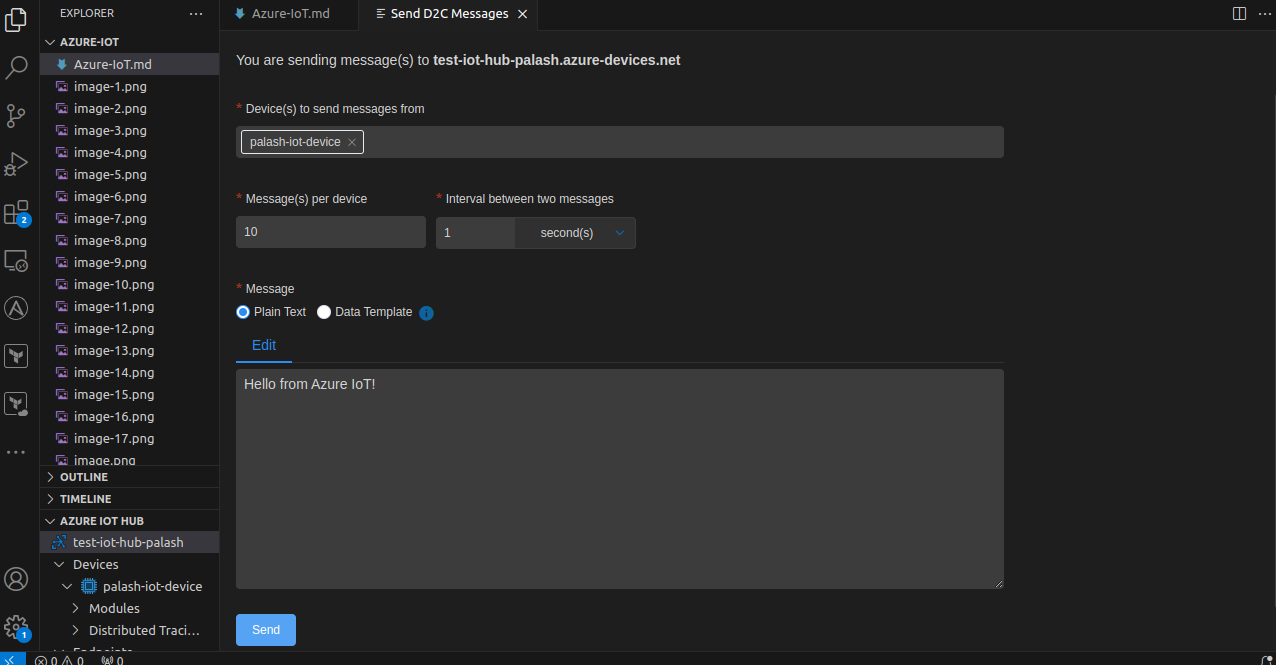 EXPLORER
AZURE-IOT
Azure-IoT.md
image-1.png
image-2.png
image-3.png
image-4.png
image-5.png
image-6.png
image-7.png
image-8.png
image-9.png
image-10.png
image-11.png
image-12.png
image-13.png
image-14.png
image-15.png
image-16.png
image-17.png
image.png
OUTLINE
TIMELINE
AZURE IOT HUB
test-iot-hub-palash
Devices
palash-iot-device
Modules
Distributed Traci...
Endpoints
2
1
0 0 0
Azure-IoT.md
Send D2C Messages
You are sending message(s) to test-iot-hub-palash.azure-devices.net
* Device(s) to send messages from
palash-iot-device
* Message(s) per device * Interval between two messages
10 1 second(s)
* Message
Plain Text Data Template i
Edit
Hello from Azure IoT!
Send